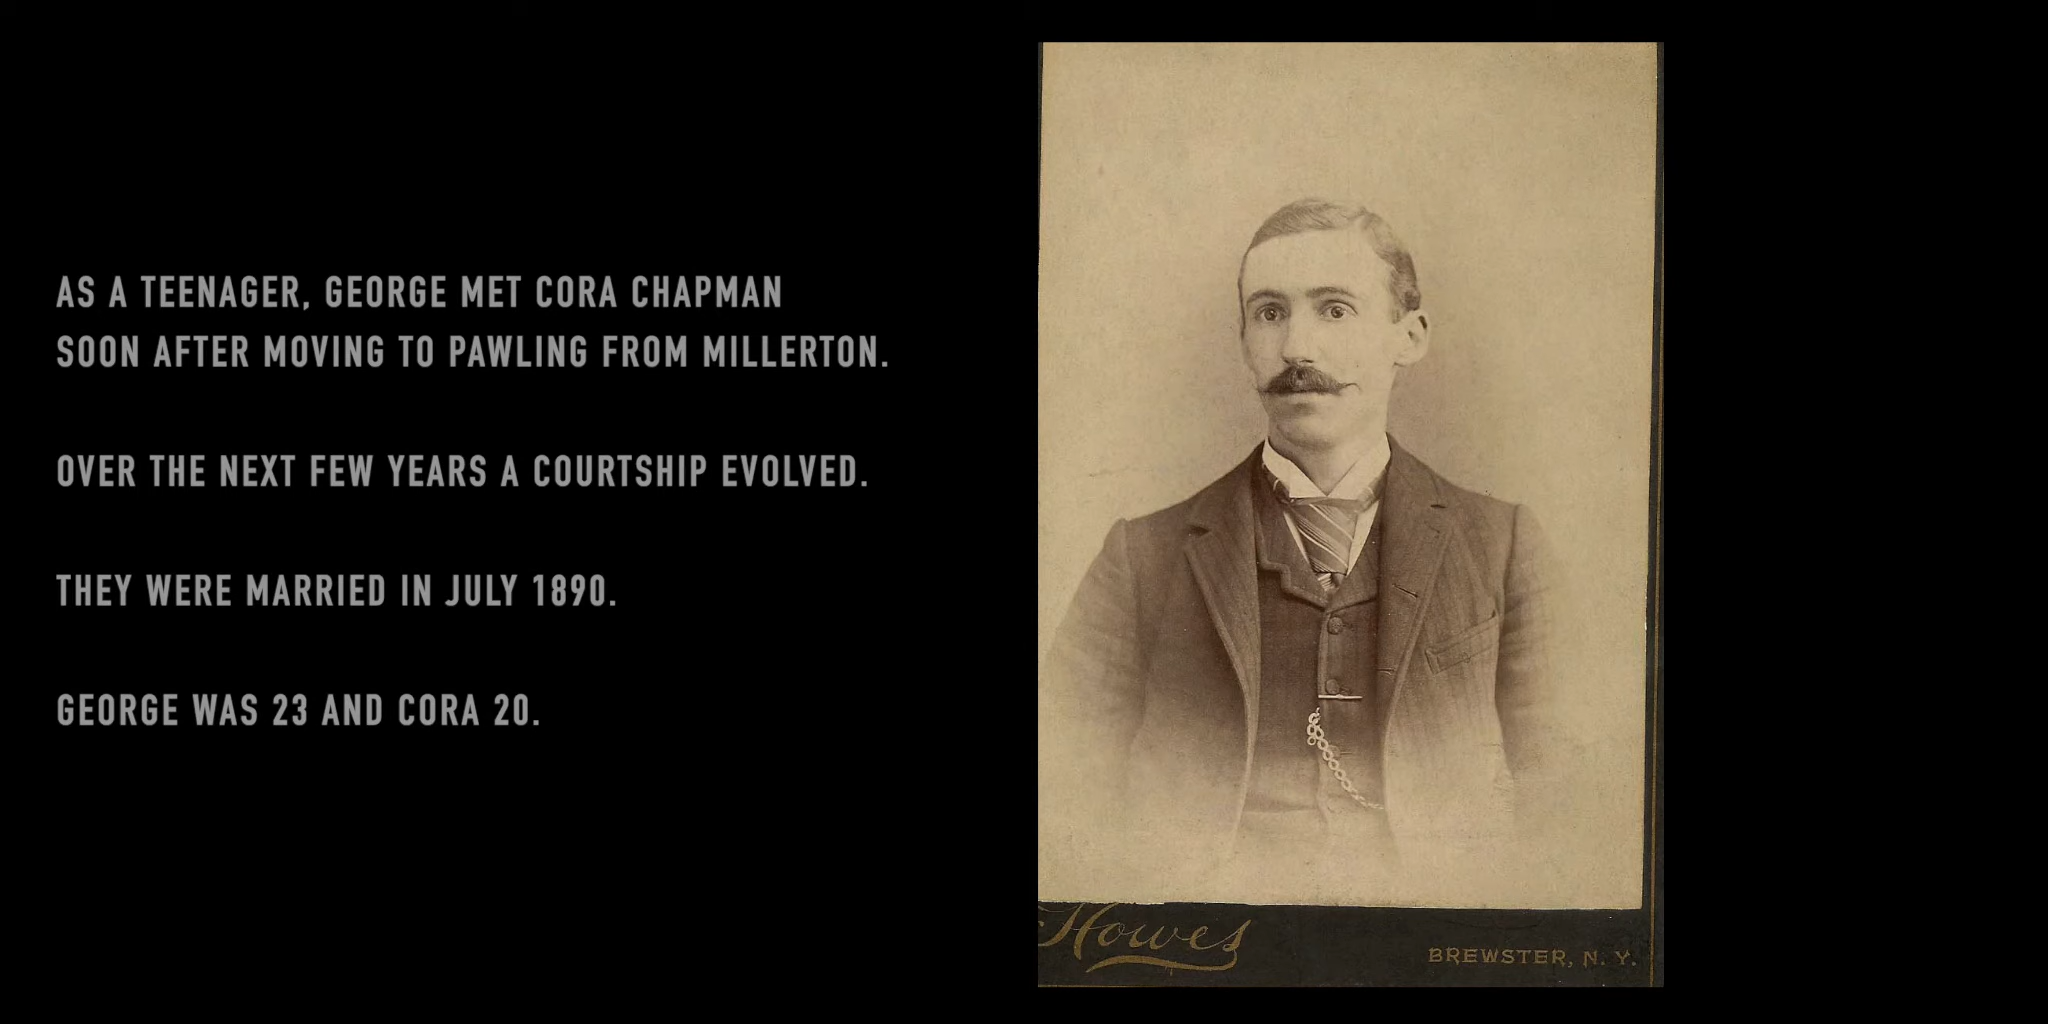 AS A TEENAGER, GEORGE MET CORA CHAPMAN
SOON AFTER MOVING TO PAWLING FROM MILLERTON.
OVER THE NEXT FEW YEARS A COURTSHIP EVOLVED.
THEY WERE MARRIED IN JULY 1890.
GEORGE WAS 23 AND CORA 20.
Howes
BREWSTER, N. Y.